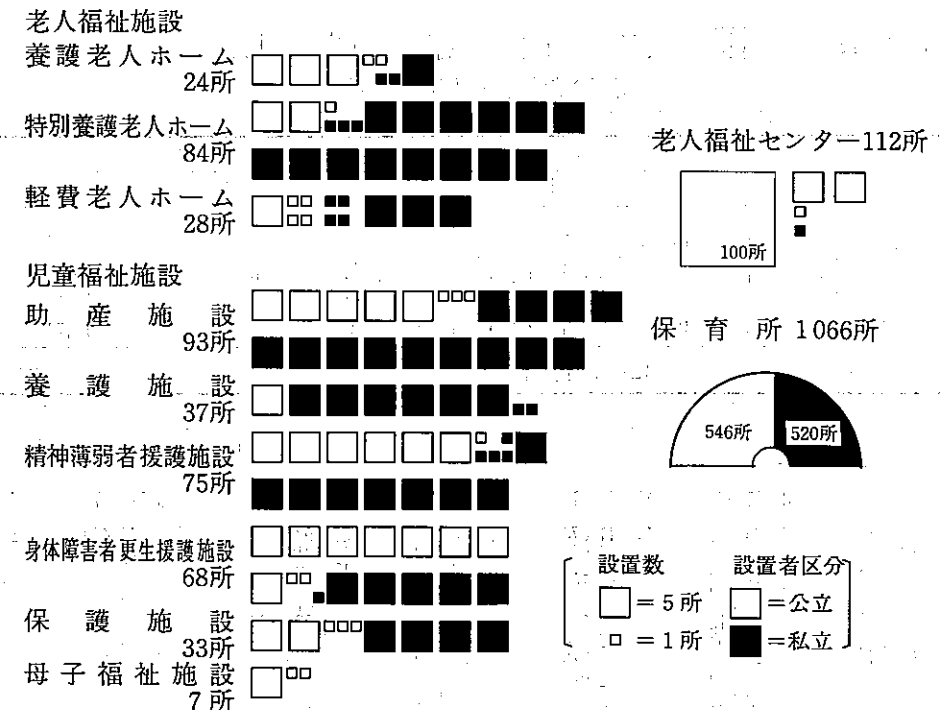 老人福祉施設
養護老人ホーム
24所
特別養護老人ホーム
84所
軽費老人ホーム
28所
児童福祉施設
助産施設
93所
養護施設
37所
精神薄弱者援護施設
75所
身体障害者更生援護施設
68所
保護施設
33所
母子福祉施設
7所
老人福祉センター112所
100所
保育所 1066所
546所 520所
設置数 設置者区分
=5所 =公立
=1所 =私立